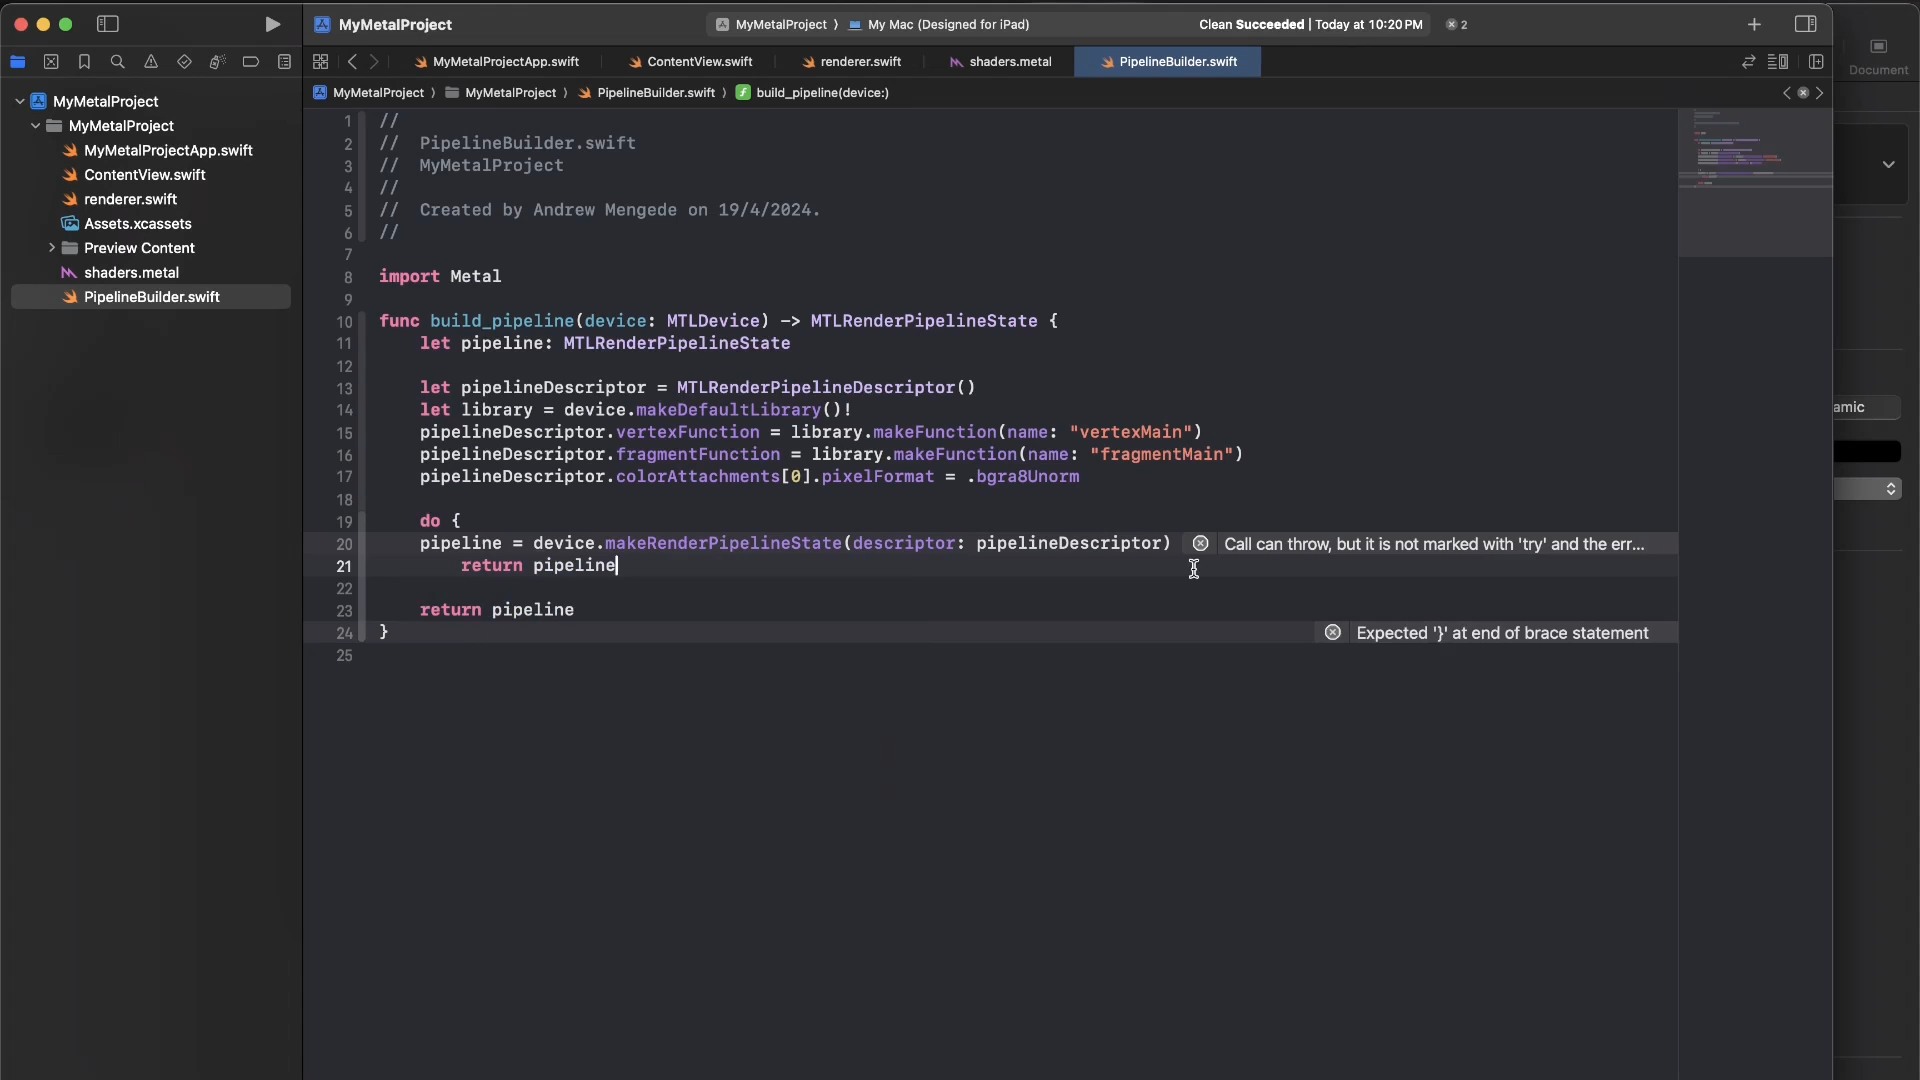 MyMetalProject
MyMetalProject 〉 My Mac (Designed for iPad)
Clean Succeeded | Today at 10:20 PM
2
Document
MyMetalProjectApp.swift
ContentView.swift
renderer.swift
shaders.metal
PipelineBuilder.swift
MyMetalProject 〉 MyMetalProject 〉 PipelineBuilder.swift 〉 build_pipeline(device:)
MyMetalProject
MyMetalProject
MyMetalProjectApp.swift
ContentView.swift
renderer.swift
Assets.xcassets
Preview Content
shaders.metal
PipelineBuilder.swift
1 //
2 //  PipelineBuilder.swift
3 //  MyMetalProject
4 //
5 //  Created by Andrew Mengede on 19/4/2024.
6 //
7
8 import Metal
9
10 func build_pipeline(device: MTLDevice) -> MTLRenderPipelineState {
11     let pipeline: MTLRenderPipelineState
12
13     let pipelineDescriptor = MTLRenderPipelineDescriptor()
14     let library = device.makeDefaultLibrary()!
15     pipelineDescriptor.vertexFunction = library.makeFunction(name: "vertexMain")
16     pipelineDescriptor.fragmentFunction = library.makeFunction(name: "fragmentMain")
17     pipelineDescriptor.colorAttachments[0].pixelFormat = .bgra8Unorm
18
19     do {
20     pipeline = device.makeRenderPipelineState(descriptor: pipelineDescriptor) Call can throw, but it is not marked with 'try' and the err...
21         return pipeline
22
23     return pipeline
24 } Expected '}' at end of brace statement
25
amic